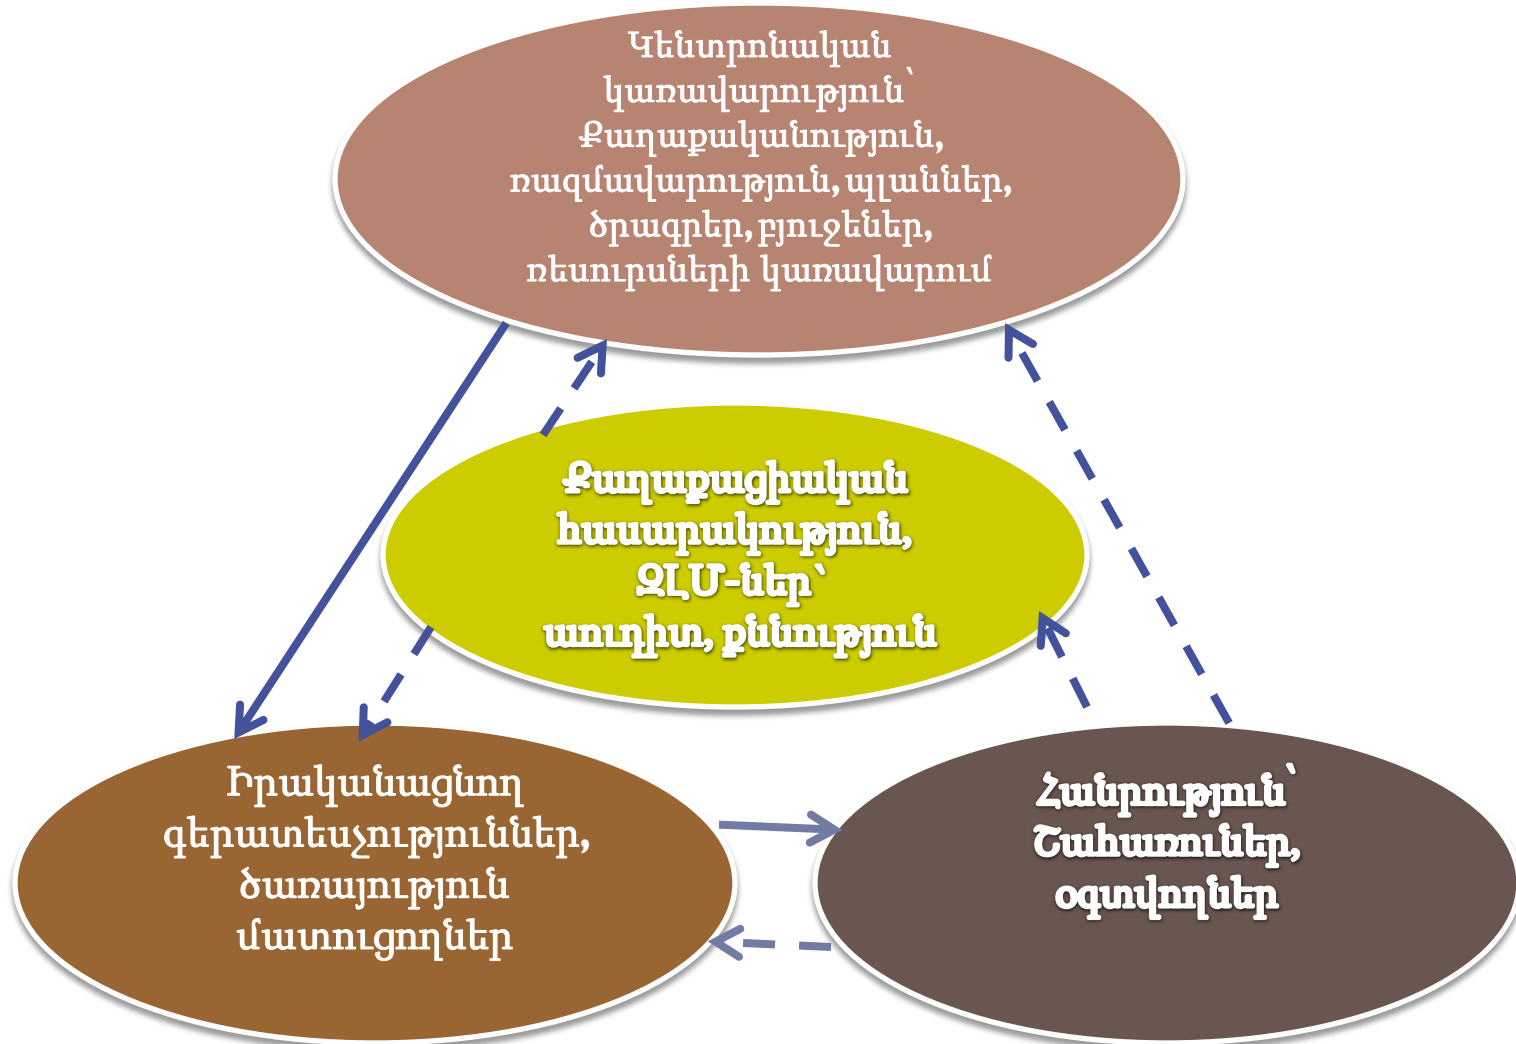 Կենտրոնական
կառավարություն՝
Քաղաքականություն,
ռազմավարություն, պլաններ,
ծրագրեր, բյուջեներ,
ռեսուրսների կառավարում
Քաղաքացիական
հասարակություն,
ԶԼՄ-ներ՝
աուդիտ, քննություն
Իրականացնող
գերատեսչություններ,
ծառայություն
մատուցողներ
Հանրություն՝
Շահառուներ,
օգտվողներ